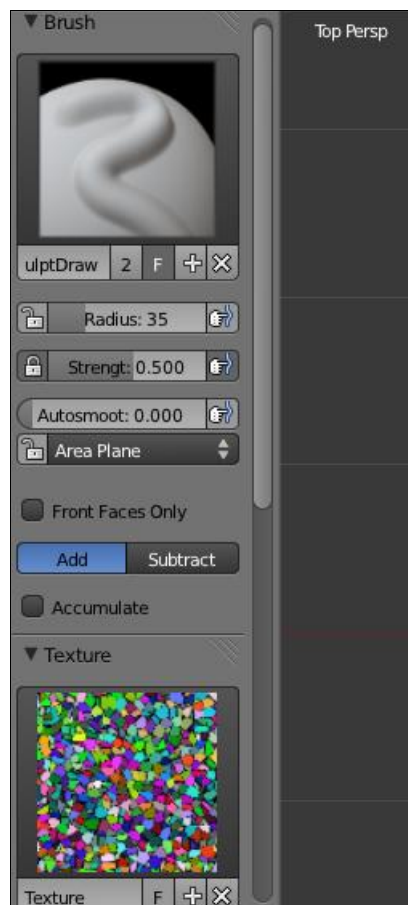 Brush
Top Persp
ulptDraw 2 F
Radius: 35
Strengt: 0.500
Autosmoot: 0.000
Area Plane
Front Faces Only
Add Subtract
Accumulate
Texture
Texture F